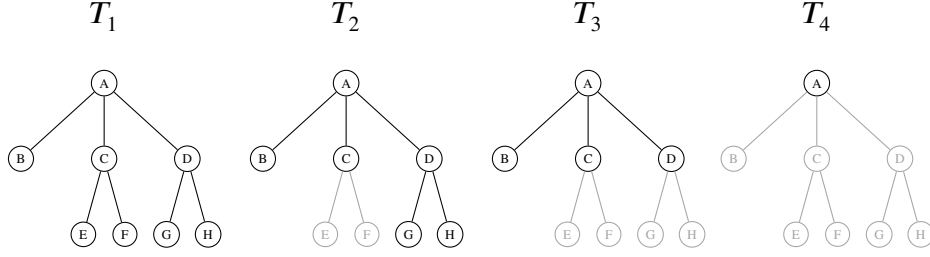 T1 T2 T3 T4
A A A A
B C D B C D B C D B C D
E F G H E F G H E F G H E F G H